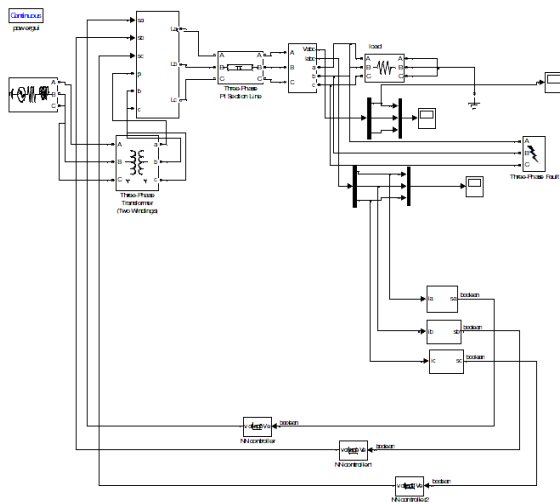 Continuous
powergui
sa
sb
sc
a
b
c
La
Lb
Lc
A
B
C
A
B
C
A
B
C
Three-Phase
PI Section Line
A
B
C
Vabc
Iabc
a
b
c
load
A
B
C
A
B
C
A
B
C
a
b
c
Three-Phase
Transformer
(Two Windings)
A
B
C
Three-Phase Fault
ia
sa
boolean
ib
sb
boolean
ic
sc
boolean
boolean
NN controller
boolean
NN controller1
boolean
NN controller2